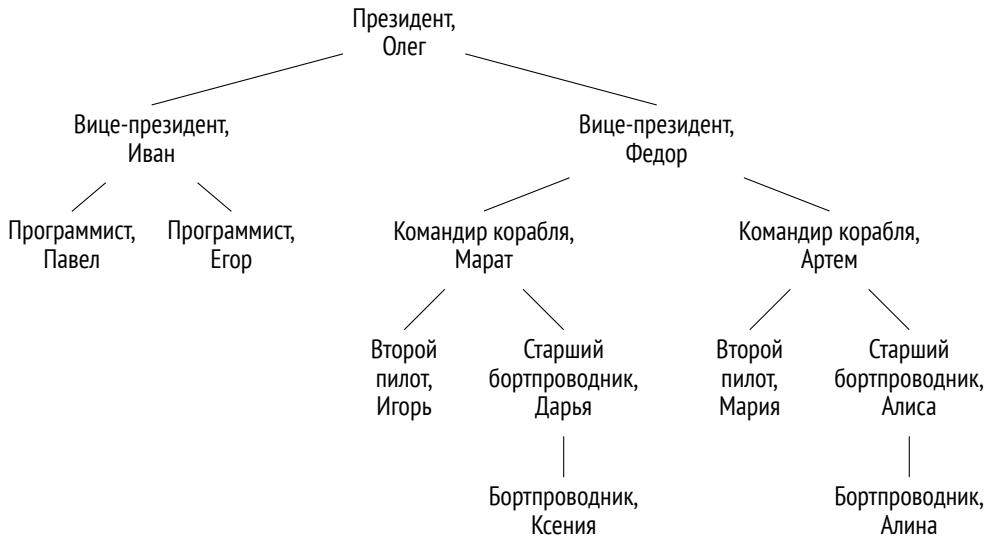 Президент,
Олег
Вице-президент,
Иван
Вице-президент,
Федор
Программист,
Павел
Программист,
Егор
Командир корабля,
Марат
Командир корабля,
Артем
Второй
пилот,
Игорь
Старший
бортпроводник,
Дарья
Второй
пилот,
Мария
Старший
бортпроводник,
Алиса
Бортпроводник,
Ксения
Бортпроводник,
Алина